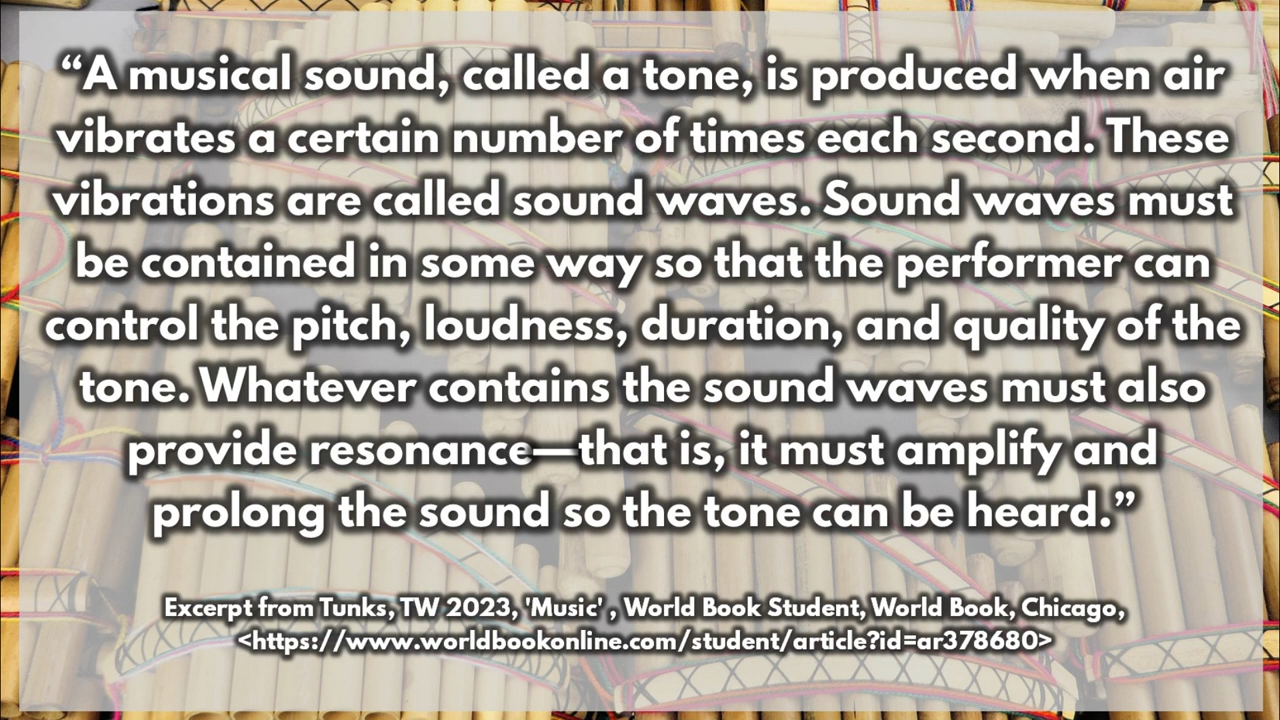 “A musical sound, called a tone, is produced when air
vibrates a certain number of times each second. These
vibrations are called sound waves. Sound waves must
be contained in some way so that the performer can
control the pitch, loudness, duration, and quality of the
tone. Whatever contains the sound waves must also
provide resonance—that is, it must amplify and
prolong the sound so the tone can be heard.”
Excerpt from Tunks, TW 2023, 'Music' , World Book Student, World Book, Chicago,
<https://www.worldbookonline.com/student/article?id=ar378680>